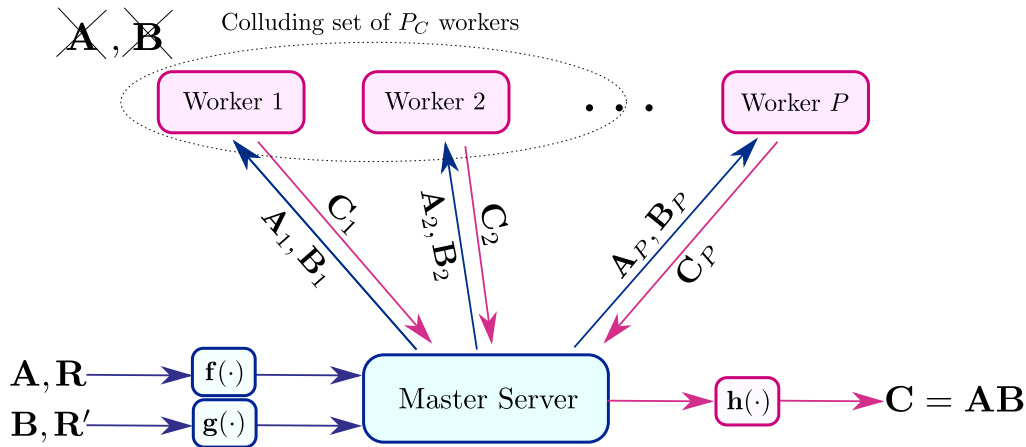 Colluding set of P_C workers
A , B
Worker 1
Worker 2
. . .
Worker P
A_1, B_1
C_1
A_2, B_2
C_2
A_P, B_P
C_P
A, R
f(·)
B, R′
g(·)
Master Server
h(·)
C = AB